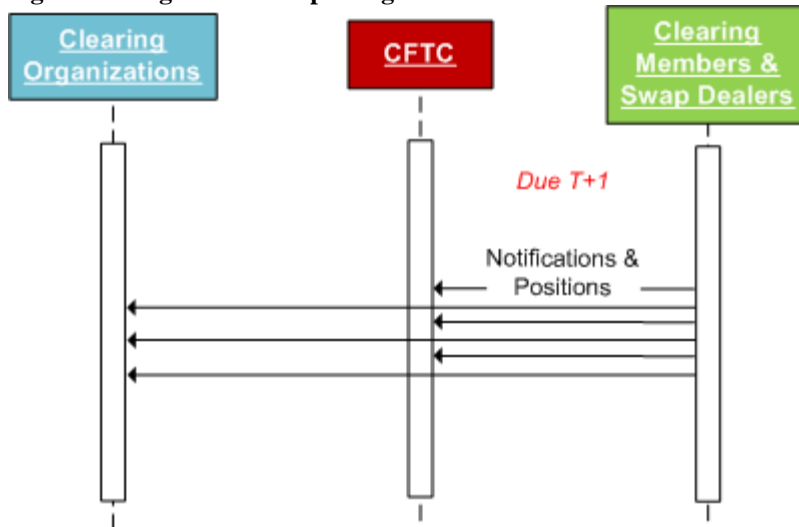 Clearing
Organizations
CFTC
Clearing
Members &
Swap Dealers
Due T+1
Notifications &
Positions